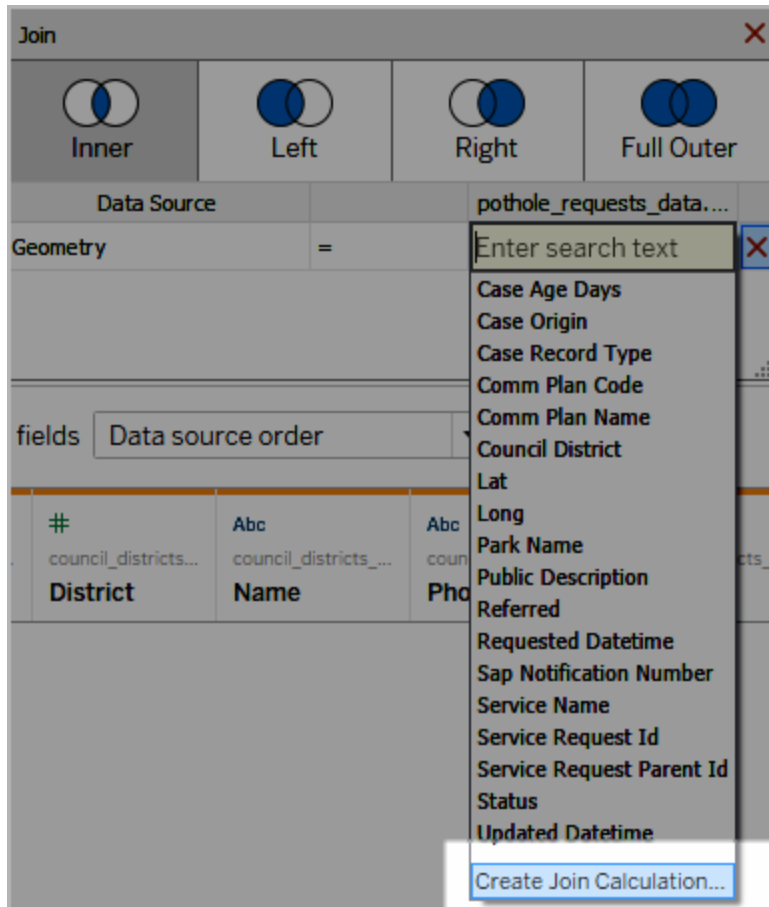 Join
Inner Left Right Full Outer
Data Source pothole_requests_data....
Geometry = Enter search text
Case Age Days
Case Origin
Case Record Type
Comm Plan Code
Comm Plan Name
fields Data source order
Council District
Lat
Long
Park Name
Public Description
Referred
Requested Datetime
Sap Notification Number
Service Name
Service Request Id
Service Request Parent Id
Status
Updated Datetime
Create Join Calculation...
# Abc Abc
council_districts... council_districts_... coun cts_
District Name Pho